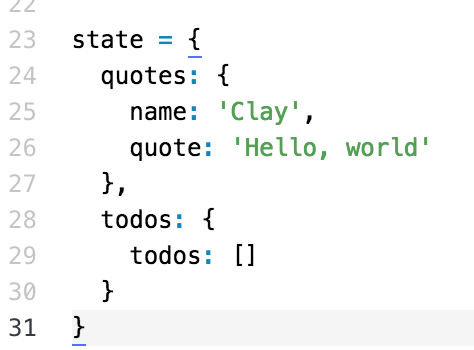 22
23 state = {
24   quotes: {
25     name: 'Clay',
26     quote: 'Hello, world'
27   },
28   todos: {
29     todos: []
30   }
31 }